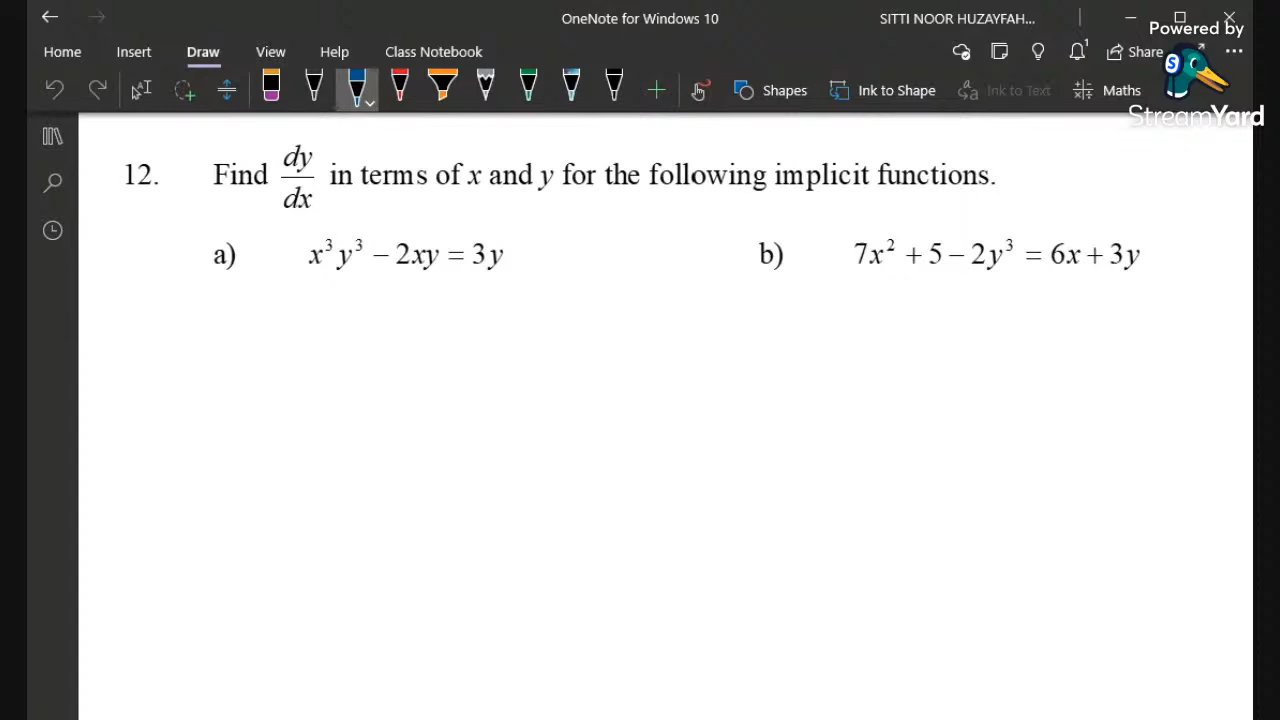 OneNote for Windows 10 SITTI NOOR HUZAYFAH...
Powered by
Home Insert Draw View Help Class Notebook 1 Share
Shapes Ink to Shape Ink to Text Maths
StreamYard
12. Find dy/dx in terms of x and y for the following implicit functions.
a) x³y³ − 2xy = 3y b) 7x² + 5 − 2y³ = 6x + 3y